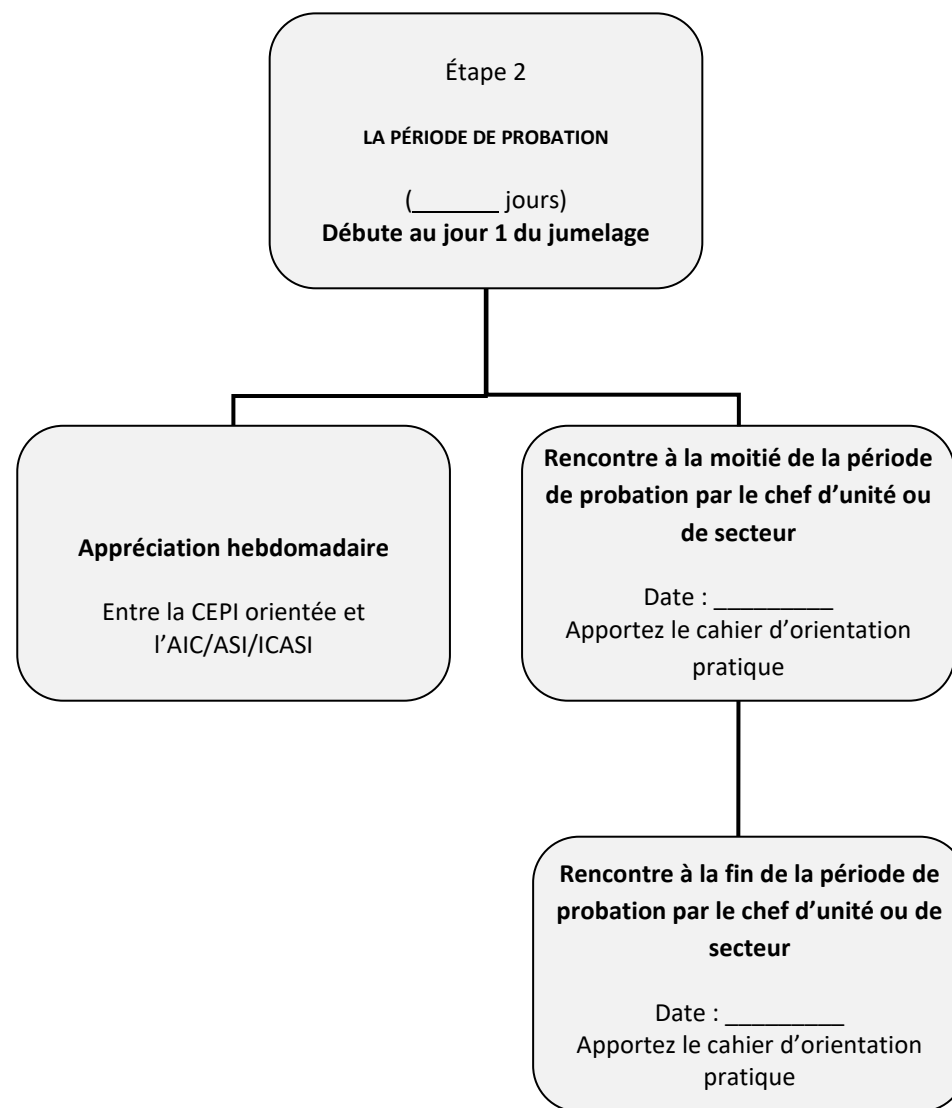 Étape 2
LA PÉRIODE DE PROBATION
(______ jours)
Débute au jour 1 du jumelage
Appréciation hebdomadaire
Entre la CEPI orientée et
l’AIC/ASI/ICASI
Rencontre à la moitié de la période
de probation par le chef d’unité ou
de secteur
Date : _________
Apportez le cahier d’orientation
pratique
Rencontre à la fin de la période de
probation par le chef d’unité ou de
secteur
Date : _________
Apportez le cahier d’orientation
pratique